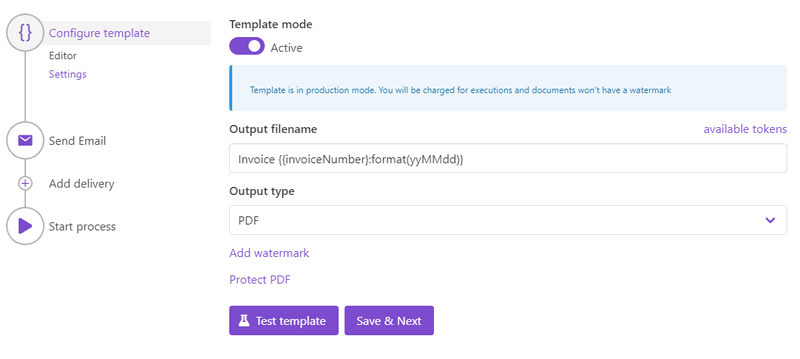 {}
Configure template
Editor
Settings
Send Email
Add delivery
Start process
Template mode
Active
Template is in production mode. You will be charged for executions and documents won't have a watermark
Output filename
available tokens
Invoice {{invoiceNumber}:format(yyMMdd)}
Output type
PDF
Add watermark
Protect PDF
Test template
Save & Next